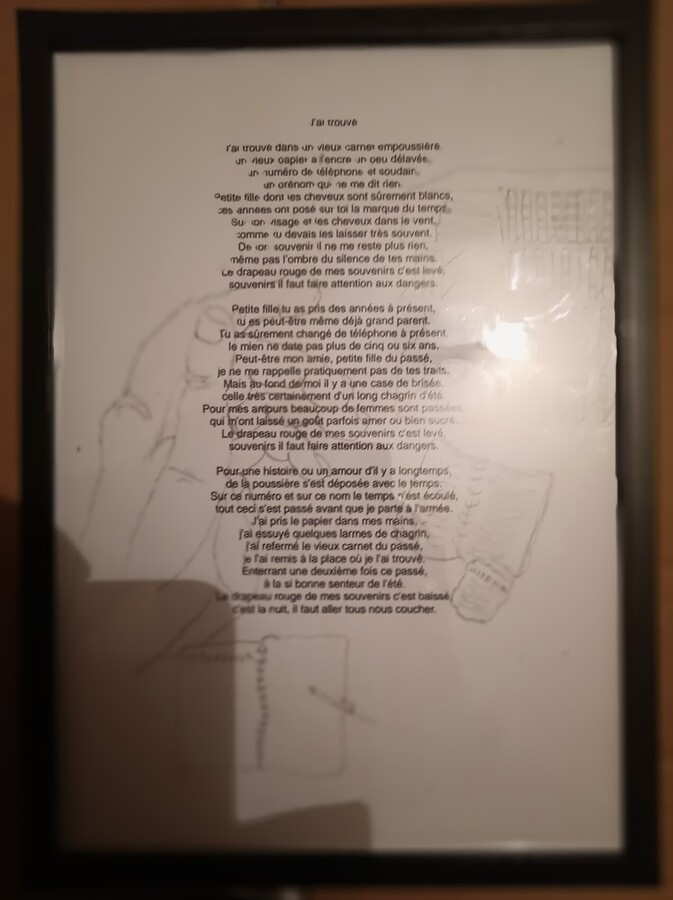 J'ai trouvé
J'ai trouvé dans un vieux carnet empoussiéré
un vieux papier à l'encre un peu délavée,
un numéro de téléphone et soudain,
un prénom qui ne me dit rien.
Petite fille dont les cheveux sont sûrement blancs,
ces années ont posé sur toi la marque du temps.
Sur ton visage et tes cheveux dans le vent,
comme tu devais les laisser très souvent.
De ton souvenir il ne me reste plus rien,
même pas l'ombre du silence de tes mains.
Le drapeau rouge de mes souvenirs c'est levé,
souvenirs il faut faire attention aux dangers.
Petite fille tu as pris des années à présent,
tu es peut-être même déjà grand parent.
Tu as sûrement changé de téléphone à présent,
le mien ne date pas plus de cinq ou six ans.
Peut-être mon amie, petite fille du passé,
je ne me rappelle pratiquement pas de tes traits.
Mais au fond de moi il y a une case de brisée,
celle très certainement d'un long chagrin d'été.
Pour mes amours beaucoup de femmes sont passées
qui m'ont laissé un goût parfois amer ou bien sucré.
Le drapeau rouge de mes souvenirs c'est levé,
souvenirs il faut faire attention aux dangers.
Pour une histoire ou un amour d'il y a longtemps,
de la poussière s'est déposée avec le temps.
Sur ce numéro et sur ce nom le temps s'est écoulé,
tout ceci s'est passé avant que je parte à l'armée.
J'ai pris le papier dans mes mains,
j'ai essuyé quelques larmes de chagrin,
j'ai refermé le vieux carnet du passé,
je l'ai remis à la place où je l'ai trouvé.
Enterrant une deuxième fois ce passé,
à la si bonne senteur de l'été.
Le drapeau rouge de mes souvenirs c'est baissé,
c'est la nuit, il faut aller tous nous coucher.